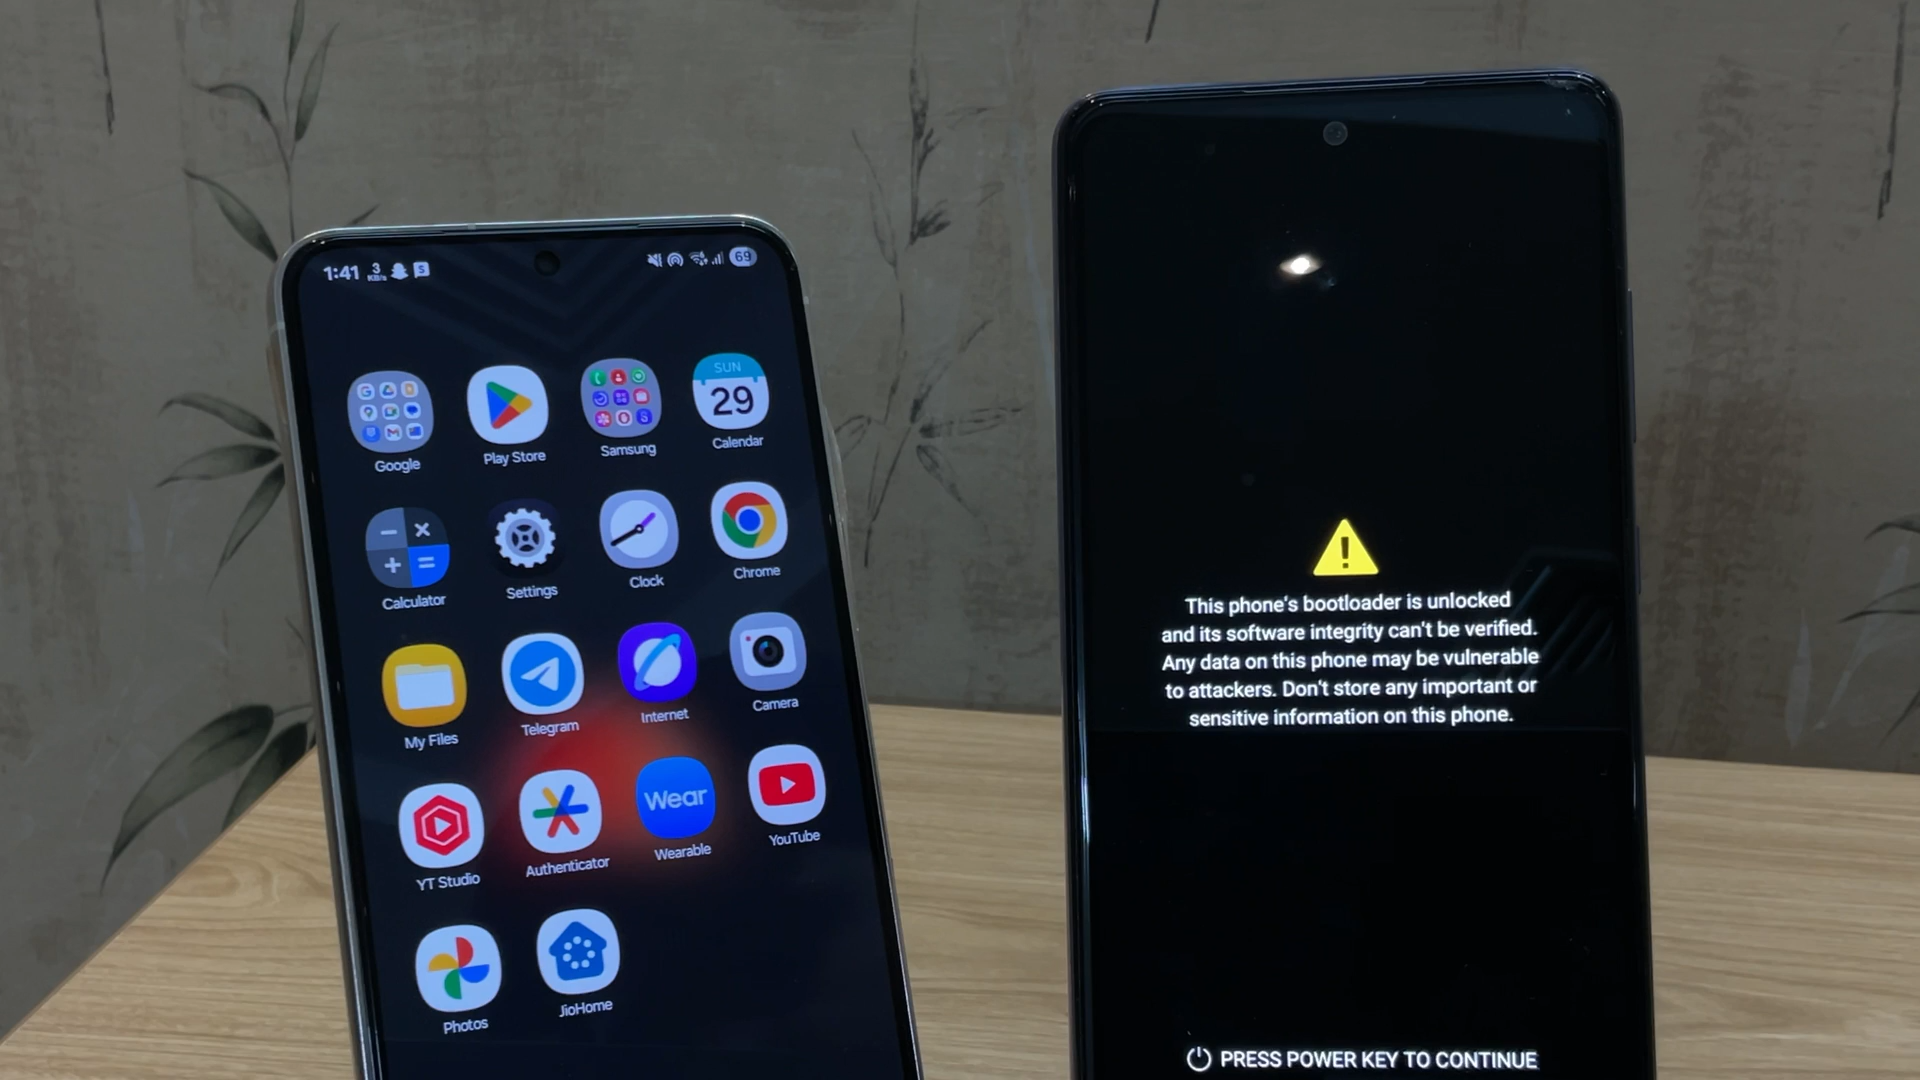 1:41 3 KB/s S 69
Google Play Store Samsung SUN 29 Calendar
Calculator Settings Clock Chrome
My Files Telegram Internet Camera
YT Studio Authenticator Wear Wearable YouTube
Photos JioHome
This phone's bootloader is unlocked
and its software integrity can't be verified.
Any data on this phone may be vulnerable
to attackers. Don't store any important or
sensitive information on this phone.
PRESS POWER KEY TO CONTINUE